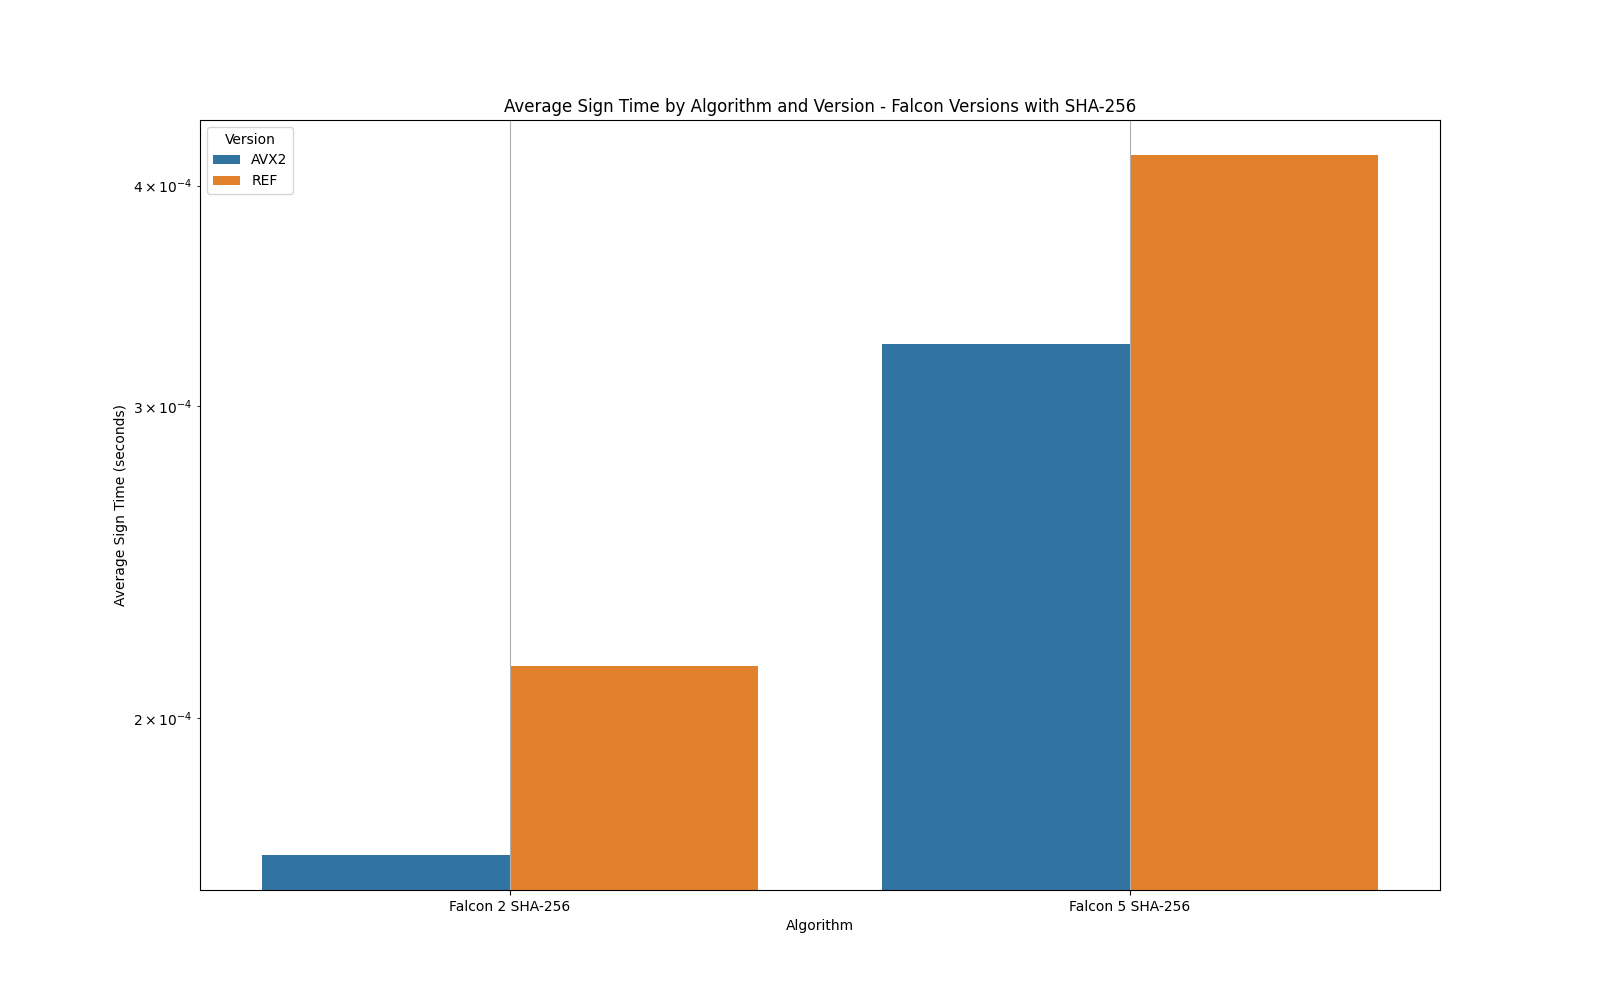 Average Sign Time by Algorithm and Version - Falcon Versions with SHA-256
Version
AVX2
REF
4 × 10⁻⁴
3 × 10⁻⁴
2 × 10⁻⁴
Average Sign Time (seconds)
Falcon 2 SHA-256
Falcon 5 SHA-256
Algorithm